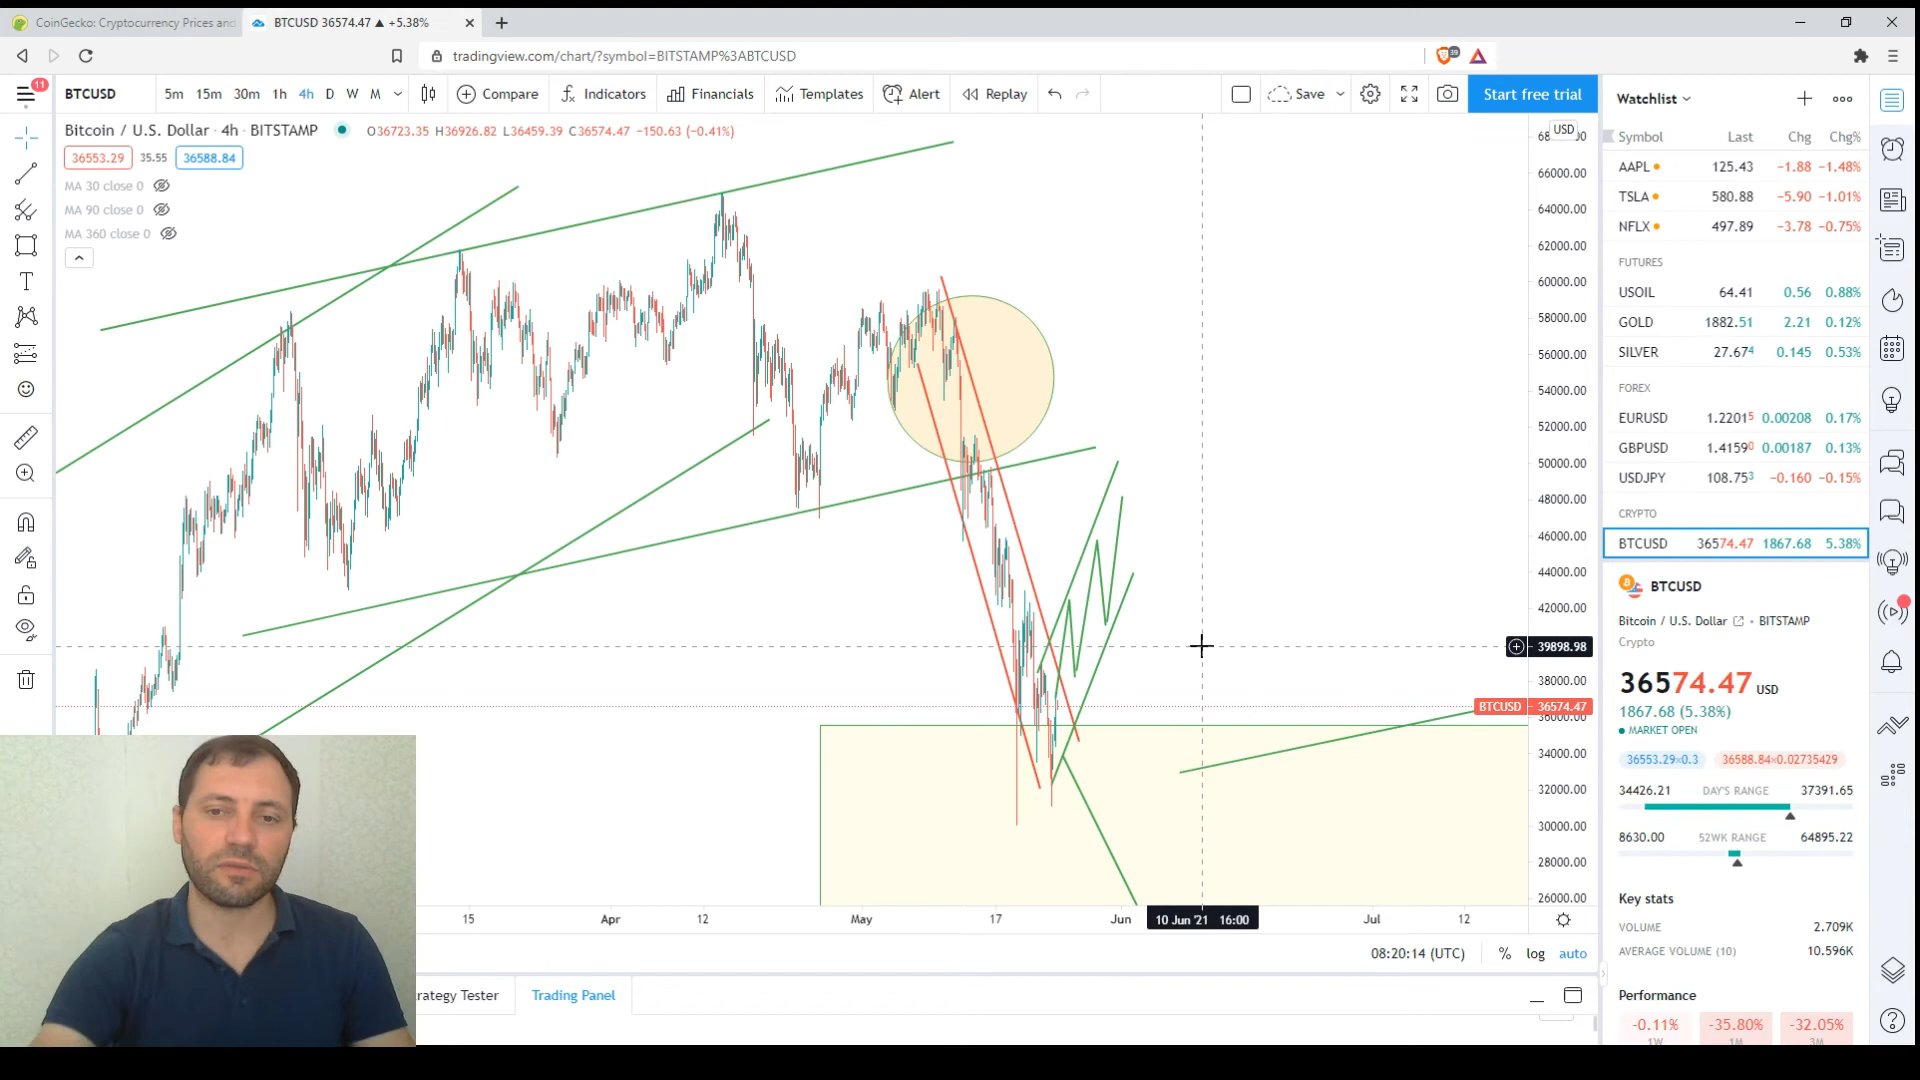 CoinGecko: Cryptocurrency Prices and
BTCUSD 36574.47 ▲ +5.38%
tradingview.com/chart/?symbol=BITSTAMP%3ABTCUSD
39
11
BTCUSD 5m 15m 30m 1h 4h D W M Compare Indicators Financials Templates Alert Replay Save Start free trial
Bitcoin / U.S. Dollar · 4h · BITSTAMP O36723.35 H36926.82 L36459.39 C36574.47 −150.63 (−0.41%)
36553.29 35.55 36588.84
MA 30 close 0
MA 90 close 0
MA 360 close 0
USD
66000.00
64000.00
62000.00
60000.00
58000.00
56000.00
54000.00
52000.00
50000.00
48000.00
46000.00
44000.00
42000.00
39898.98
38000.00
BTCUSD 36574.47
36000.00
34000.00
32000.00
30000.00
28000.00
26000.00
15 Apr 12 May 17 Jun 10 Jun '21 16:00 Jul 12
08:20:14 (UTC) % log auto
rategy Tester Trading Panel
Watchlist
Symbol Last Chg Chg%
AAPL 125.43 −1.88 −1.48%
TSLA 580.88 −5.90 −1.01%
NFLX 497.89 −3.78 −0.75%
FUTURES
USOIL 64.41 0.56 0.88%
GOLD 1882.51 2.21 0.12%
SILVER 27.674 0.145 0.53%
FOREX
EURUSD 1.22015 0.00208 0.17%
GBPUSD 1.41590 0.00187 0.13%
USDJPY 108.753 −0.160 −0.15%
CRYPTO
BTCUSD 36574.47 1867.68 5.38%
BTCUSD
Bitcoin / U.S. Dollar • BITSTAMP
Crypto
36574.47 USD
1867.68 (5.38%)
MARKET OPEN
36553.29×0.3 36588.84×0.02735429
34426.21 DAY'S RANGE 37391.65
8630.00 52WK RANGE 64895.22
Key stats
VOLUME 2.709K
AVERAGE VOLUME (10) 10.596K
Performance
-0.11% -35.80% -32.05%
1W 1M 3M